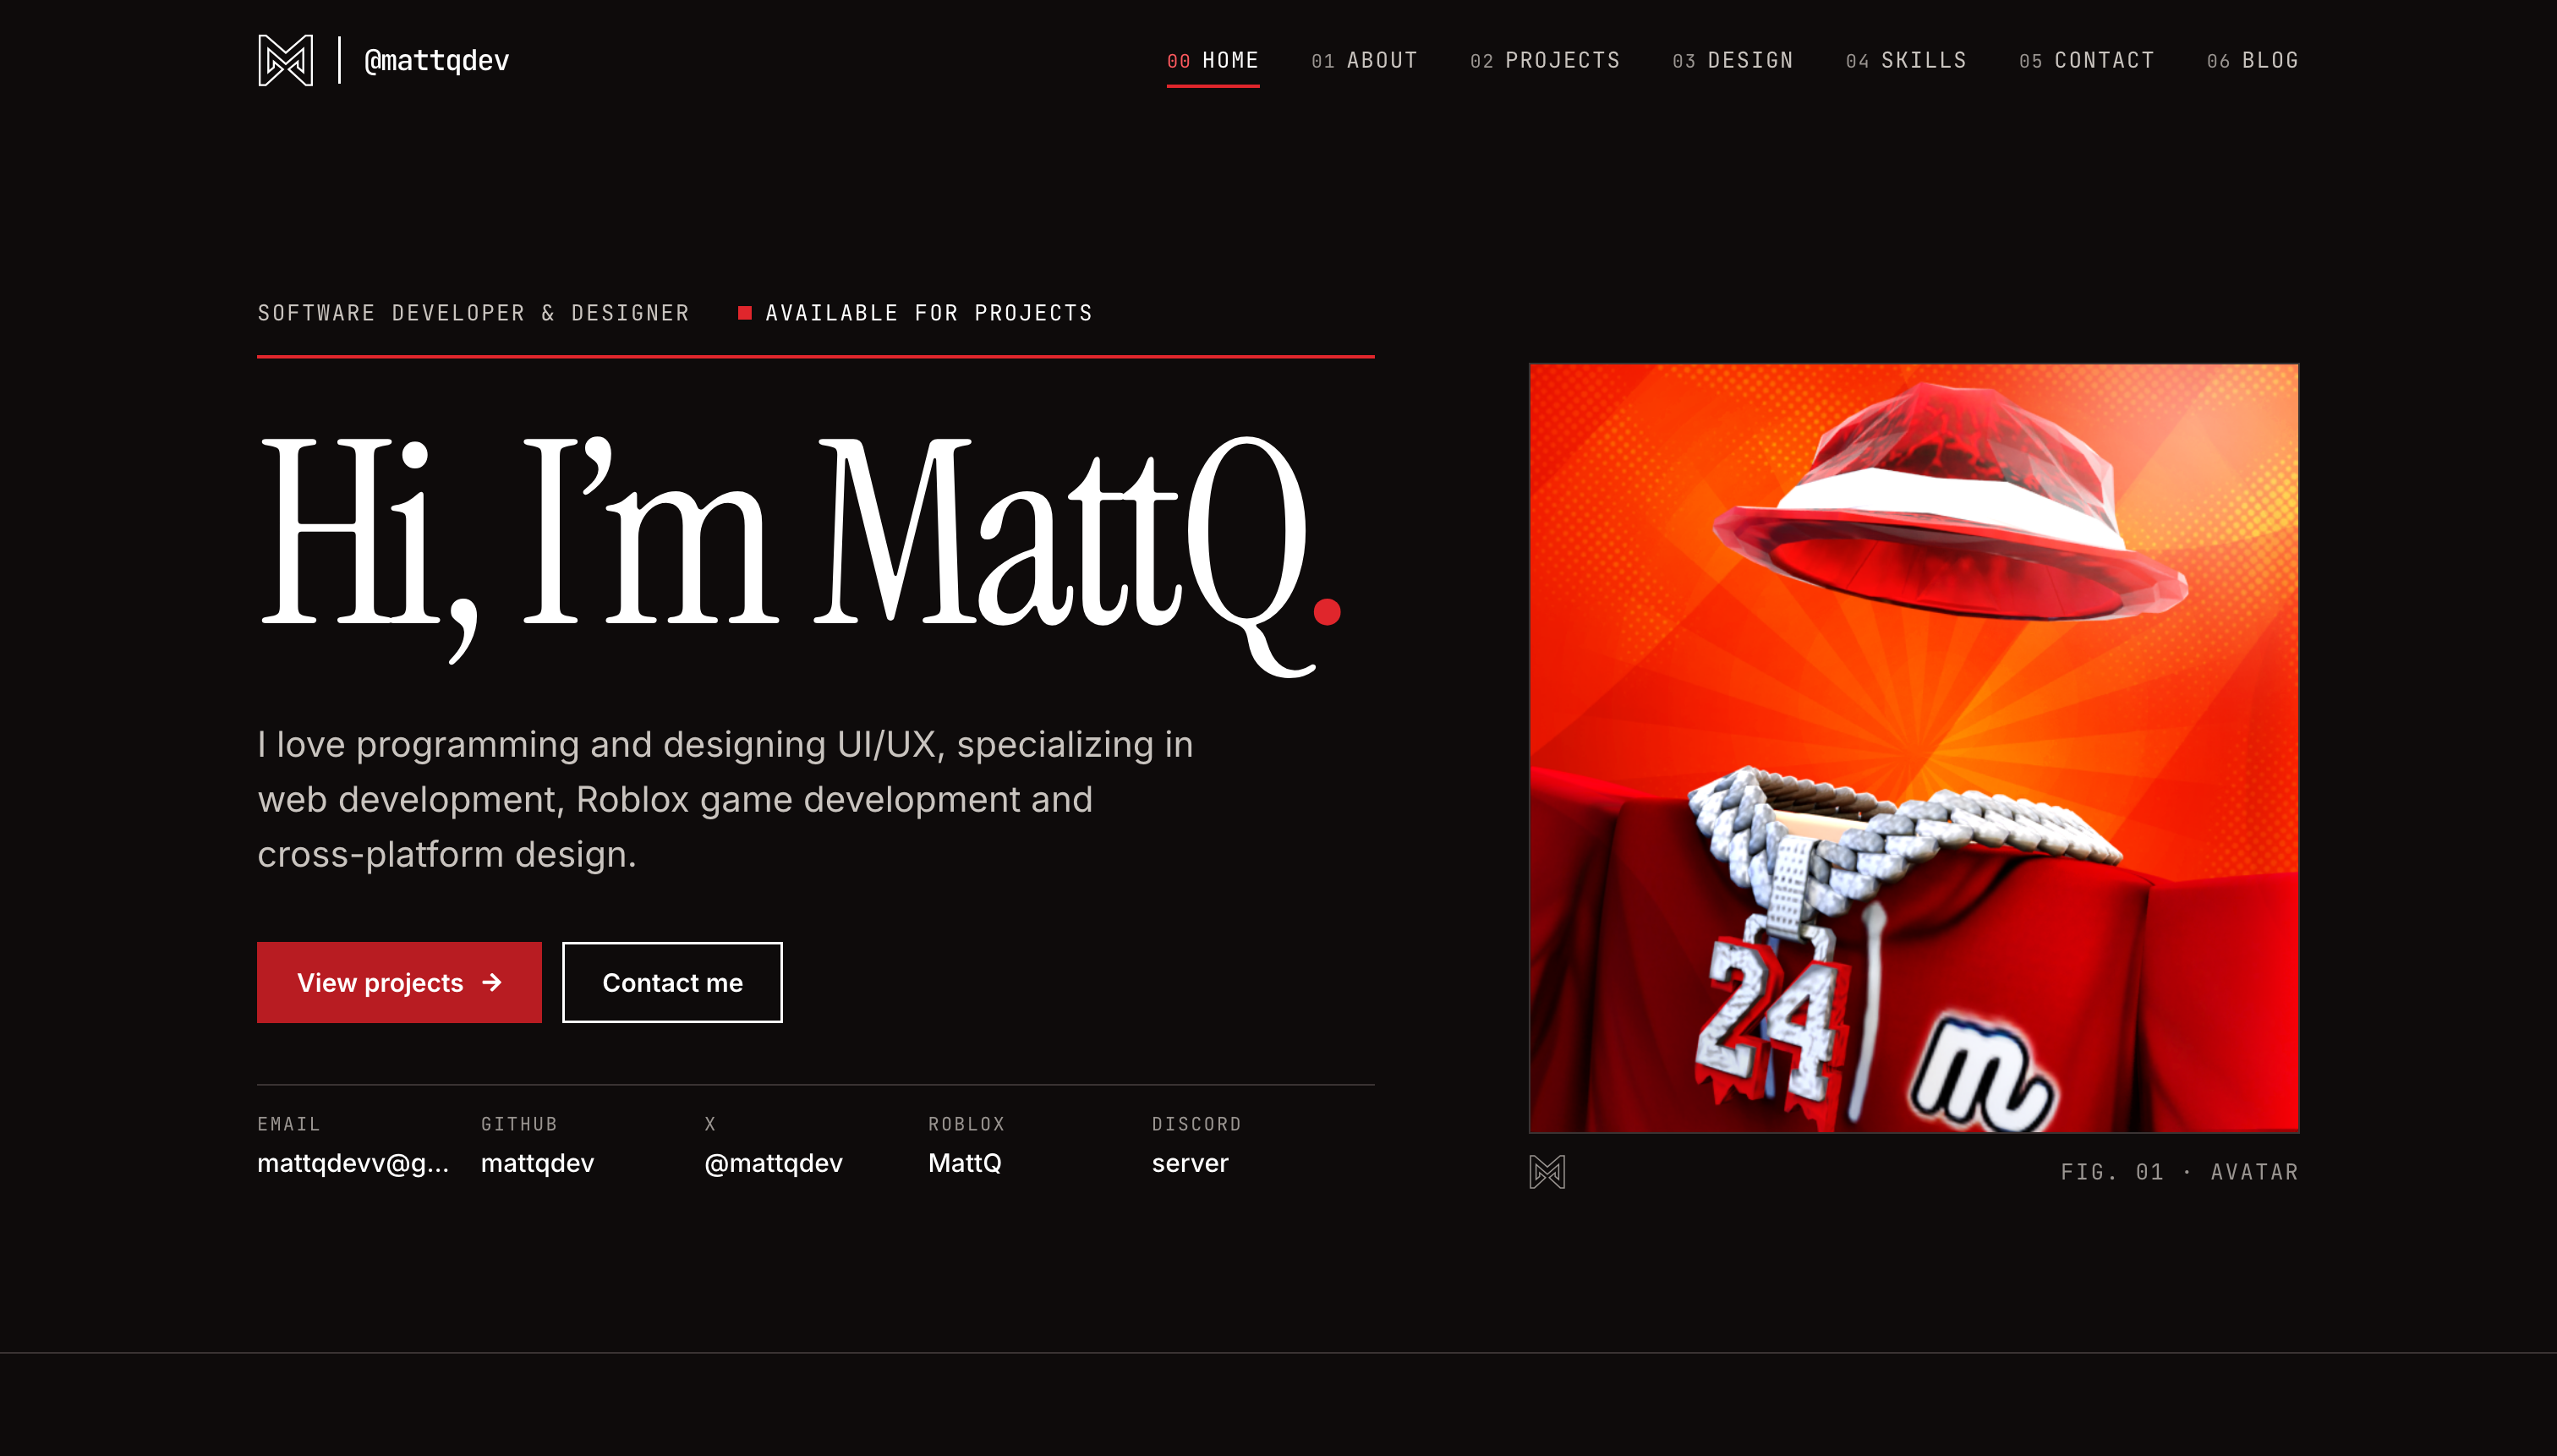 @mattqdev
00 HOME 01 ABOUT 02 PROJECTS 03 DESIGN 04 SKILLS 05 CONTACT 06 BLOG
SOFTWARE DEVELOPER & DESIGNER AVAILABLE FOR PROJECTS
Hi, I’m MattQ.
I love programming and designing UI/UX, specializing in
web development, Roblox game development and
cross-platform design.
View projects → Contact me
24
m
EMAIL GITHUB X ROBLOX DISCORD
mattqdevv@g... mattqdev @mattqdev MattQ server
FIG. 01 · AVATAR